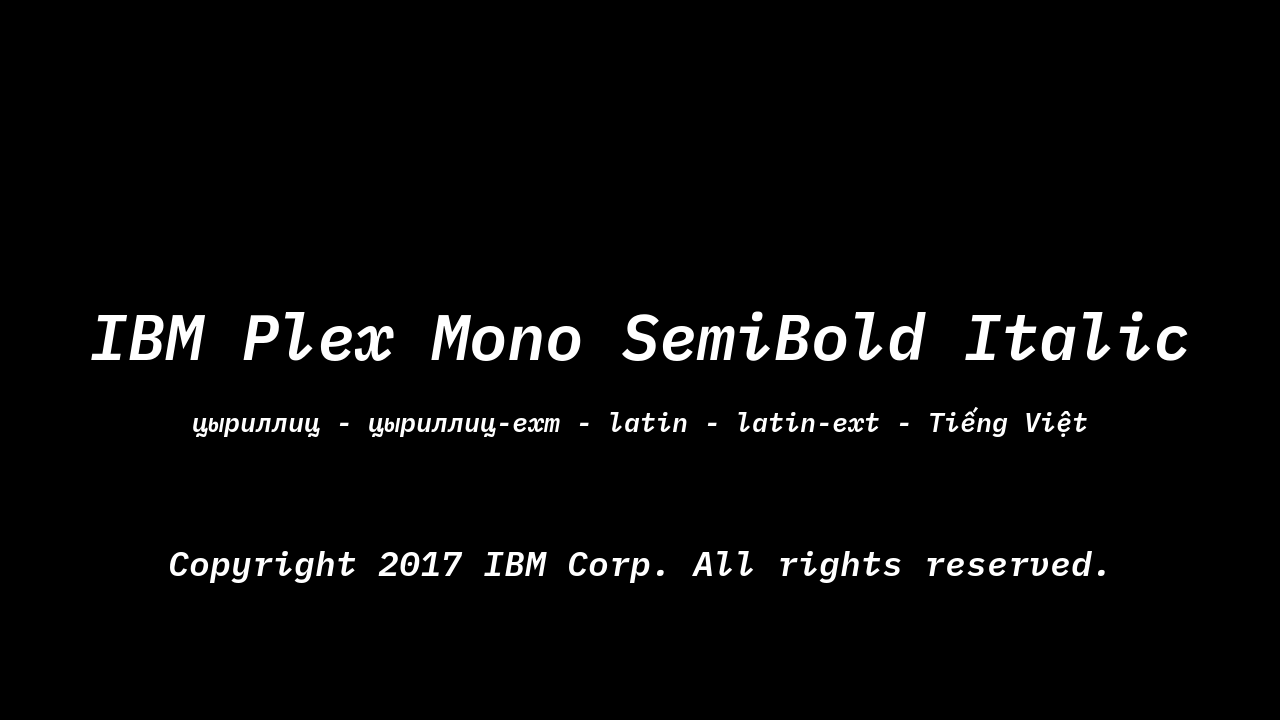 IBM Plex Mono SemiBold Italic
цыриллиц - цыриллиц-ехт - latin - latin-ext - Tiếng Việt
Copyright 2017 IBM Corp. All rights reserved.